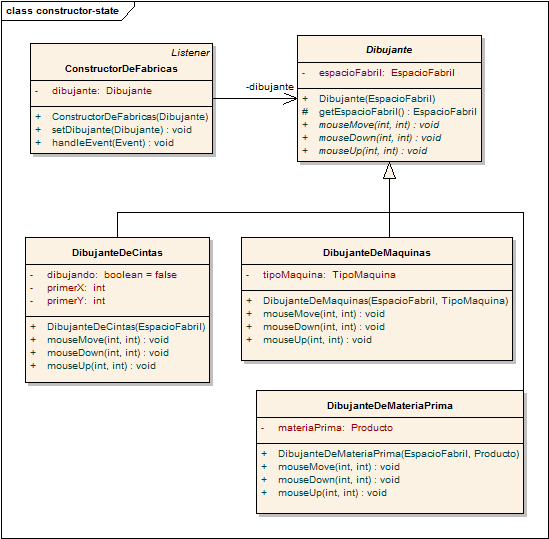 class constructor-state
Listener
ConstructorDeFabricas
- dibujante: Dibujante
+ ConstructorDeFabricas(Dibujante)
+ setDibujante(Dibujante) : void
+ handleEvent(Event) : void
-dibujante
Dibujante
- espacioFabril: EspacioFabril
+ Dibujante(EspacioFabril)
# getEspacioFabril() : EspacioFabril
+ mouseMove(int, int) : void
+ mouseDown(int, int) : void
+ mouseUp(int, int) : void
DibujanteDeCintas
- dibujando: boolean = false
- primerX: int
- primerY: int
+ DibujanteDeCintas(EspacioFabril)
+ mouseMove(int, int) : void
+ mouseDown(int, int) : void
+ mouseUp(int, int) : void
DibujanteDeMaquinas
- tipoMaquina: TipoMaquina
+ DibujanteDeMaquinas(EspacioFabril, TipoMaquina)
+ mouseMove(int, int) : void
+ mouseDown(int, int) : void
+ mouseUp(int, int) : void
DibujanteDeMateriaPrima
- materiaPrima: Producto
+ DibujanteDeMateriaPrima(EspacioFabril, Producto)
+ mouseMove(int, int) : void
+ mouseDown(int, int) : void
+ mouseUp(int, int) : void